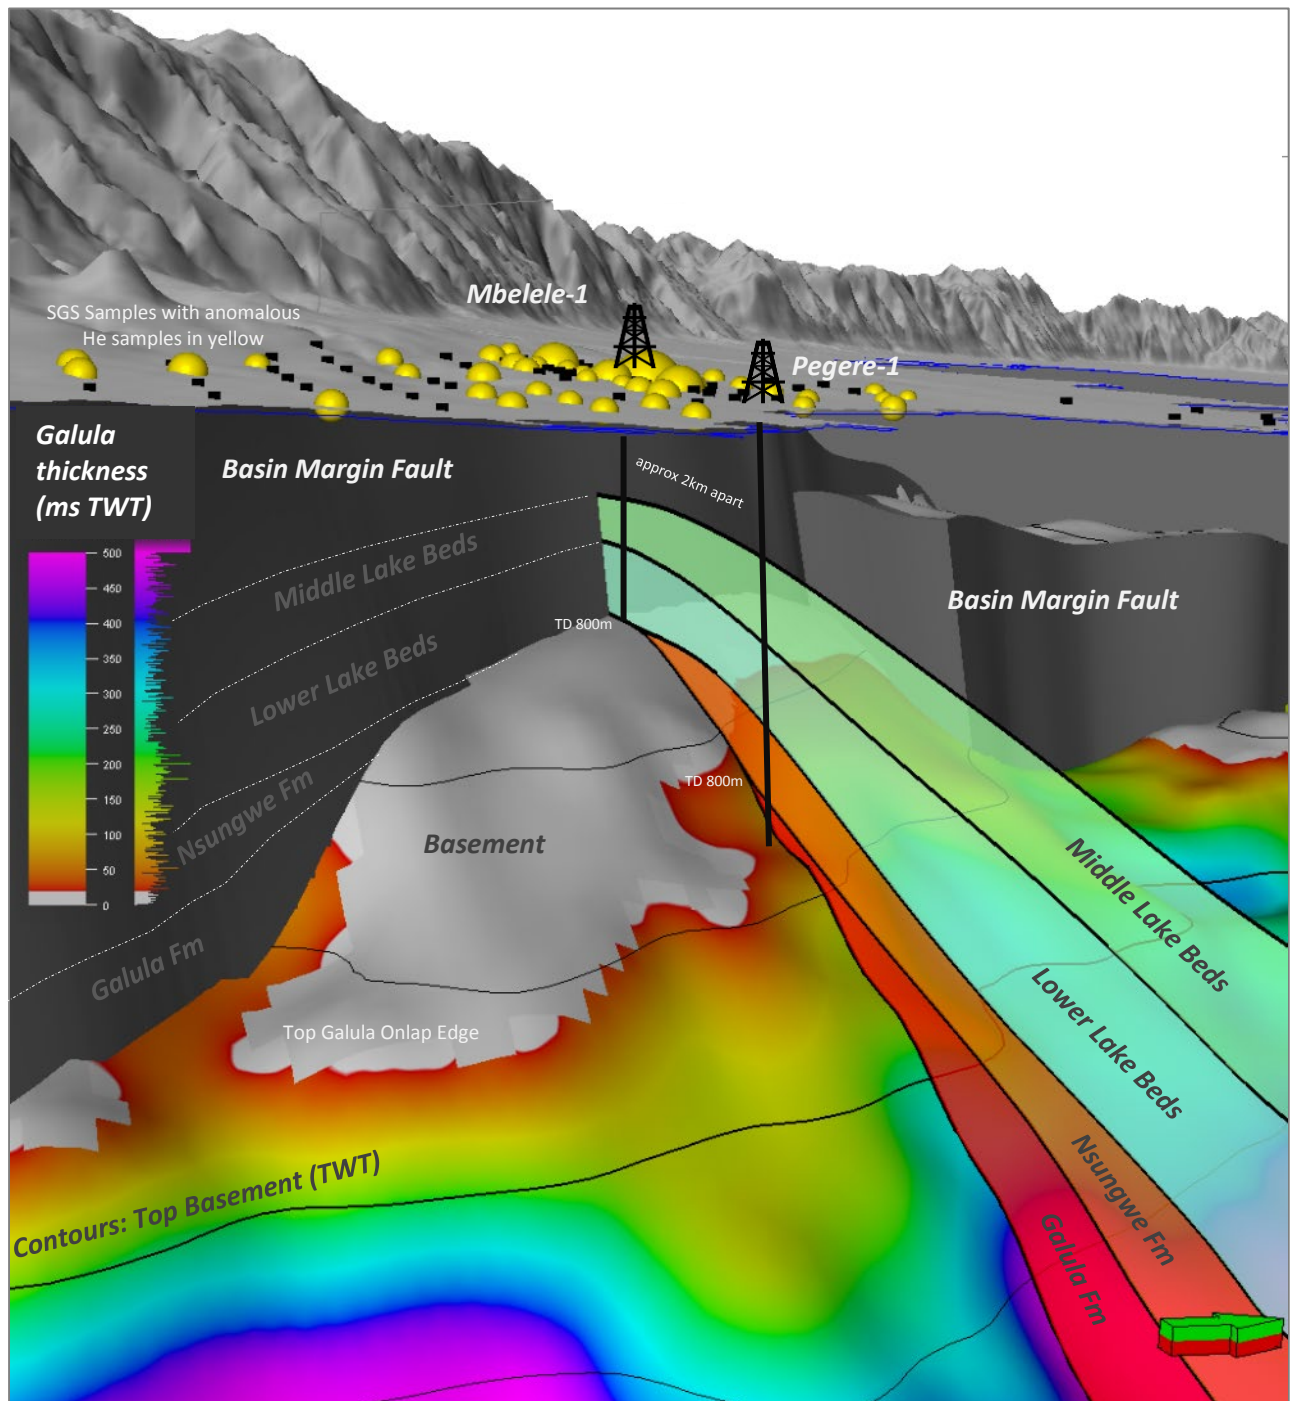 Mbelele-1
SGS Samples with anomalous
He samples in yellow
Pegere-1
Galula
thickness
(ms TWT)
Basin Margin Fault
approx 2km apart
500
450
400
350
300
250
200
150
100
50
0
Middle Lake Beds
Lower Lake Beds
Nsungwe Fm
Galula Fm
TD 800m
Basin Margin Fault
TD 800m
Basement
Top Galula Onlap Edge
Middle Lake Beds
Lower Lake Beds
Nsungwe Fm
Galula Fm
Contours: Top Basement (TWT)